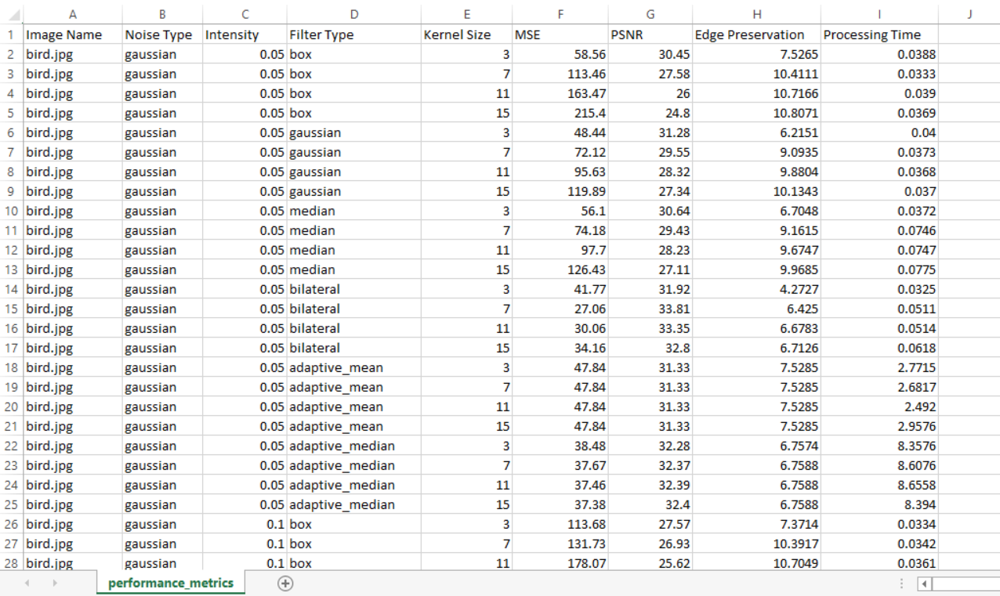 A B C D E F G H I J
1 Image Name Noise Type Intensity Filter Type Kernel Size MSE PSNR Edge Preservation Processing Time
2 bird.jpg gaussian 0.05 box 3 58.56 30.45 7.5265 0.0388
3 bird.jpg gaussian 0.05 box 7 113.46 27.58 10.4111 0.0333
4 bird.jpg gaussian 0.05 box 11 163.47 26 10.7166 0.039
5 bird.jpg gaussian 0.05 box 15 215.4 24.8 10.8071 0.0369
6 bird.jpg gaussian 0.05 gaussian 3 48.44 31.28 6.2151 0.04
7 bird.jpg gaussian 0.05 gaussian 7 72.12 29.55 9.0935 0.0373
8 bird.jpg gaussian 0.05 gaussian 11 95.63 28.32 9.8804 0.0368
9 bird.jpg gaussian 0.05 gaussian 15 119.89 27.34 10.1343 0.037
10 bird.jpg gaussian 0.05 median 3 56.1 30.64 6.7048 0.0372
11 bird.jpg gaussian 0.05 median 7 74.18 29.43 9.1615 0.0746
12 bird.jpg gaussian 0.05 median 11 97.7 28.23 9.6747 0.0747
13 bird.jpg gaussian 0.05 median 15 126.43 27.11 9.9685 0.0775
14 bird.jpg gaussian 0.05 bilateral 3 41.77 31.92 4.2727 0.0325
15 bird.jpg gaussian 0.05 bilateral 7 27.06 33.81 6.425 0.0511
16 bird.jpg gaussian 0.05 bilateral 11 30.06 33.35 6.6783 0.0514
17 bird.jpg gaussian 0.05 bilateral 15 34.16 32.8 6.7126 0.0618
18 bird.jpg gaussian 0.05 adaptive_mean 3 47.84 31.33 7.5285 2.7715
19 bird.jpg gaussian 0.05 adaptive_mean 7 47.84 31.33 7.5285 2.6817
20 bird.jpg gaussian 0.05 adaptive_mean 11 47.84 31.33 7.5285 2.492
21 bird.jpg gaussian 0.05 adaptive_mean 15 47.84 31.33 7.5285 2.9576
22 bird.jpg gaussian 0.05 adaptive_median 3 38.48 32.28 6.7574 8.3576
23 bird.jpg gaussian 0.05 adaptive_median 7 37.67 32.37 6.7588 8.6076
24 bird.jpg gaussian 0.05 adaptive_median 11 37.46 32.39 6.7588 8.6558
25 bird.jpg gaussian 0.05 adaptive_median 15 37.38 32.4 6.7588 8.394
26 bird.jpg gaussian 0.1 box 3 113.68 27.57 7.3714 0.0334
27 bird.jpg gaussian 0.1 box 7 131.73 26.93 10.3917 0.0342
28 bird.jpg gaussian 0.1 box 11 178.07 25.62 10.7049 0.0361
performance_metrics